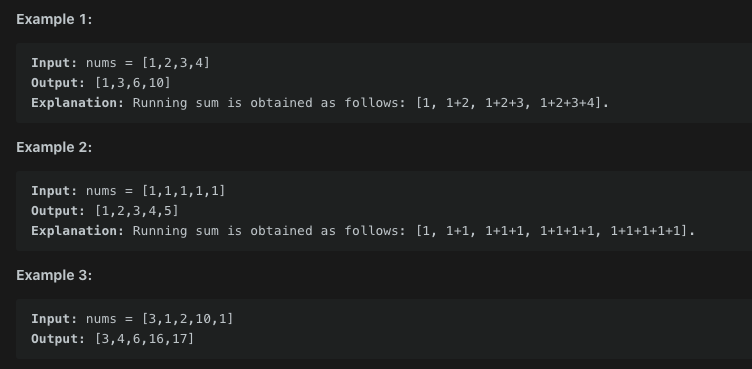 Example 1:
Input: nums = [1,2,3,4]
Output: [1,3,6,10]
Explanation: Running sum is obtained as follows: [1, 1+2, 1+2+3, 1+2+3+4].
Example 2:
Input: nums = [1,1,1,1,1]
Output: [1,2,3,4,5]
Explanation: Running sum is obtained as follows: [1, 1+1, 1+1+1, 1+1+1+1, 1+1+1+1+1].
Example 3:
Input: nums = [3,1,2,10,1]
Output: [3,4,6,16,17]